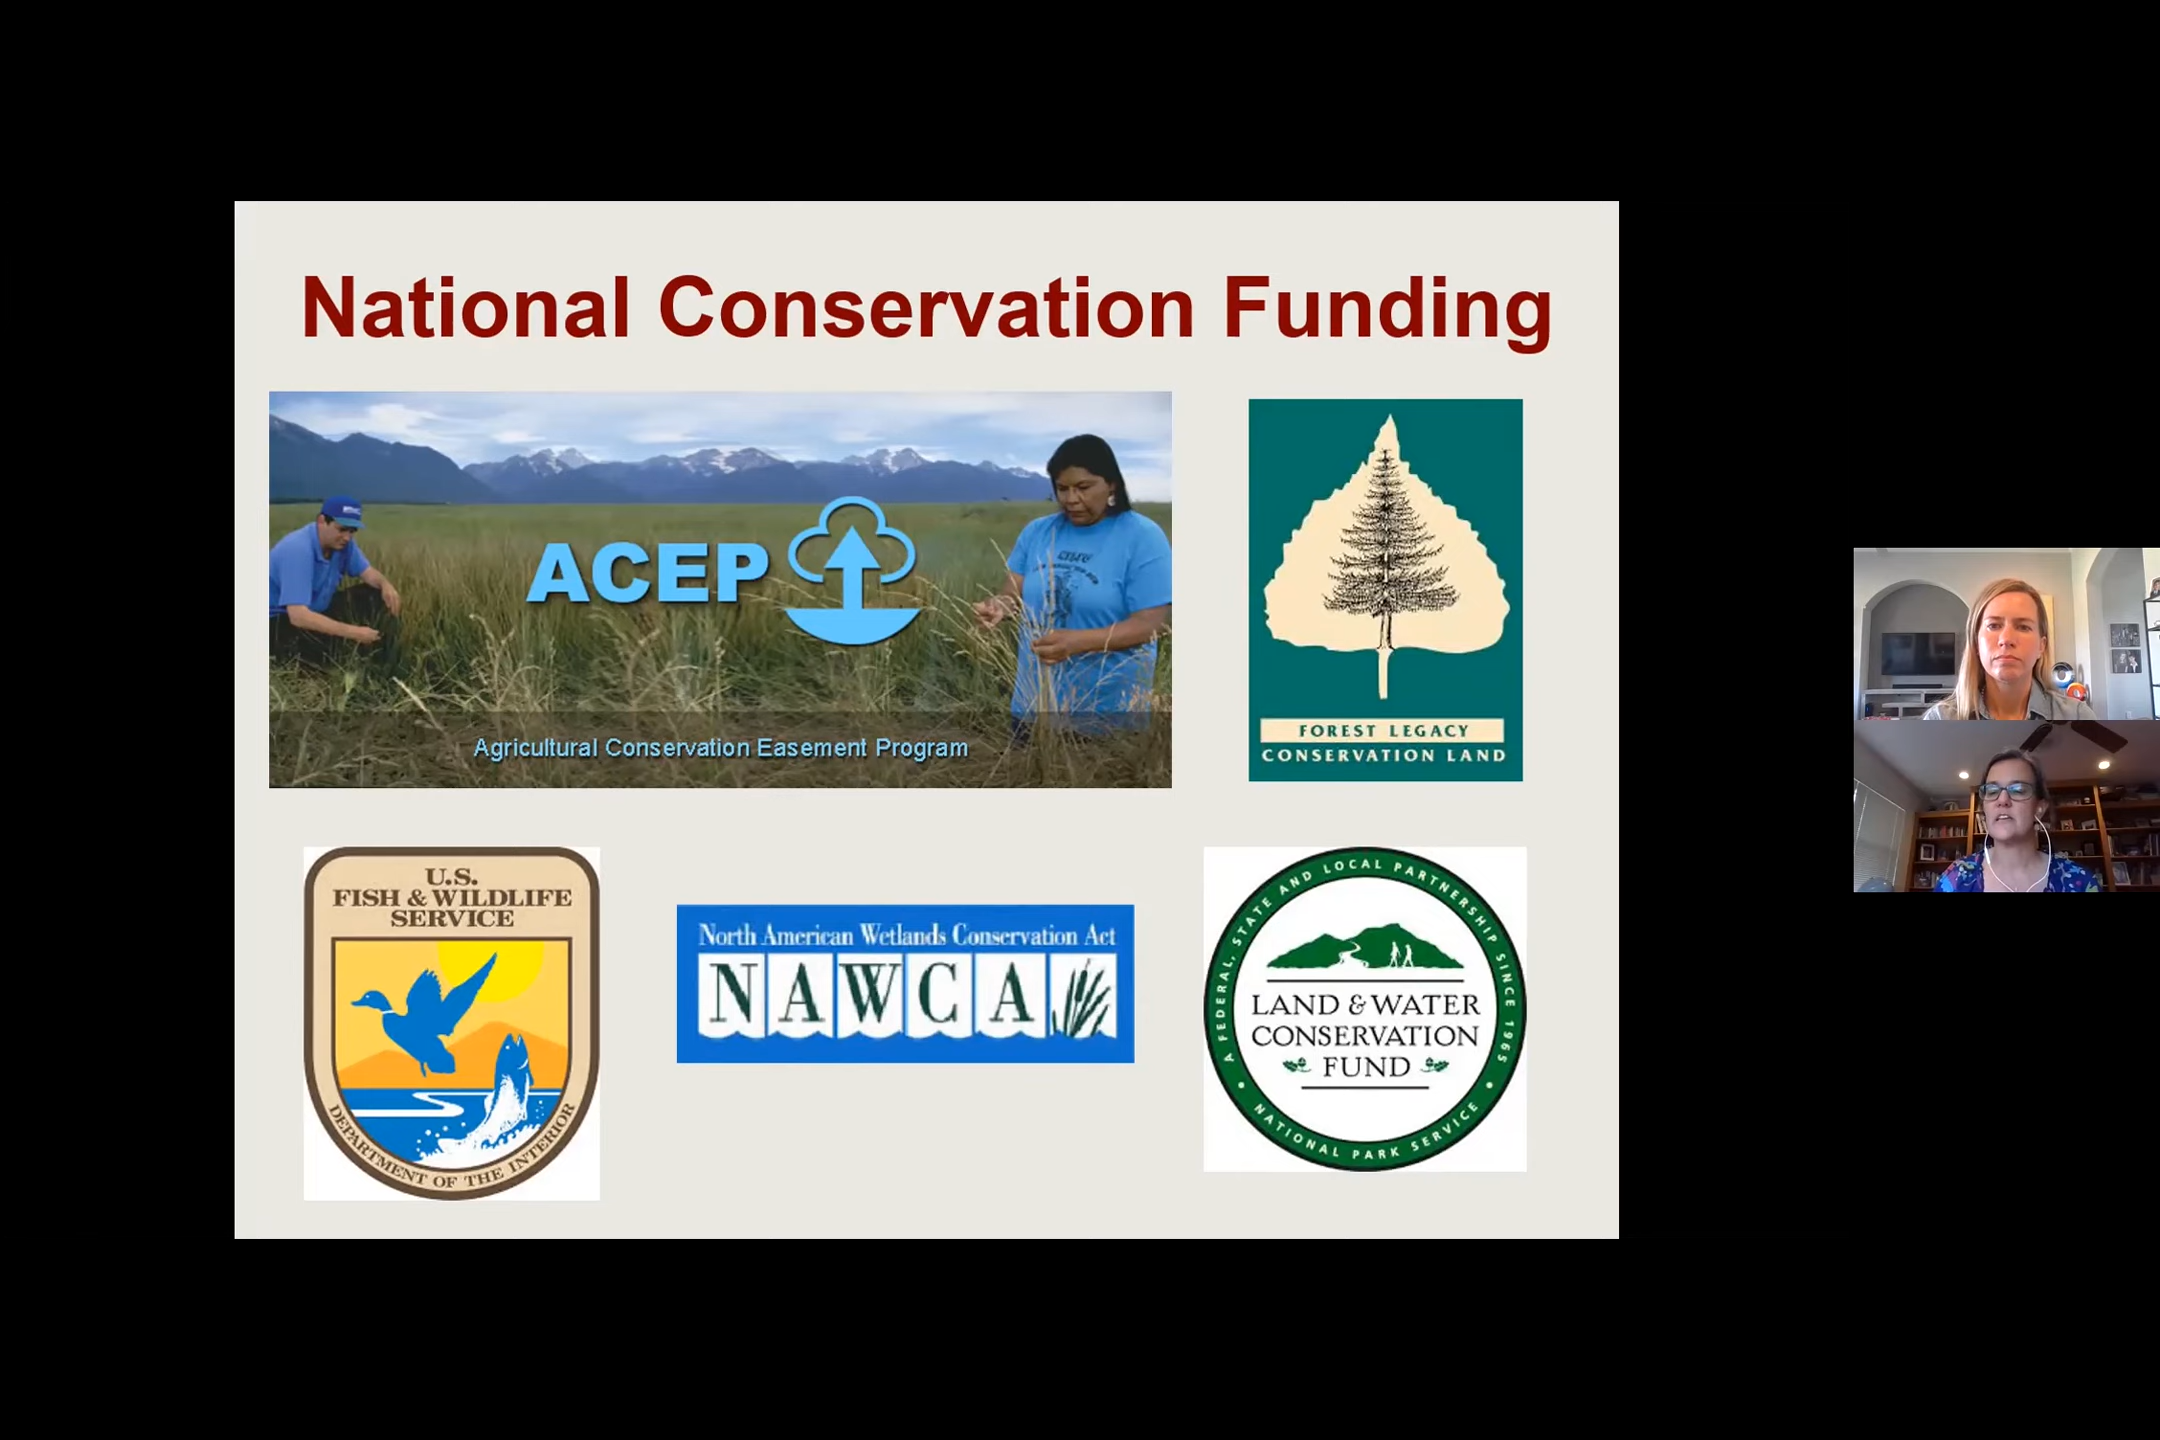 National Conservation Funding
ACEP
Agricultural Conservation Easement Program
FOREST LEGACY
CONSERVATION LAND
U.S.
FISH & WILDLIFE
SERVICE
DEPARTMENT OF THE INTERIOR
North American Wetlands Conservation Act
NAWCA
A FEDERAL, STATE AND LOCAL PARTNERSHIP SINCE 1965
LAND & WATER
CONSERVATION
FUND
NATIONAL PARK SERVICE